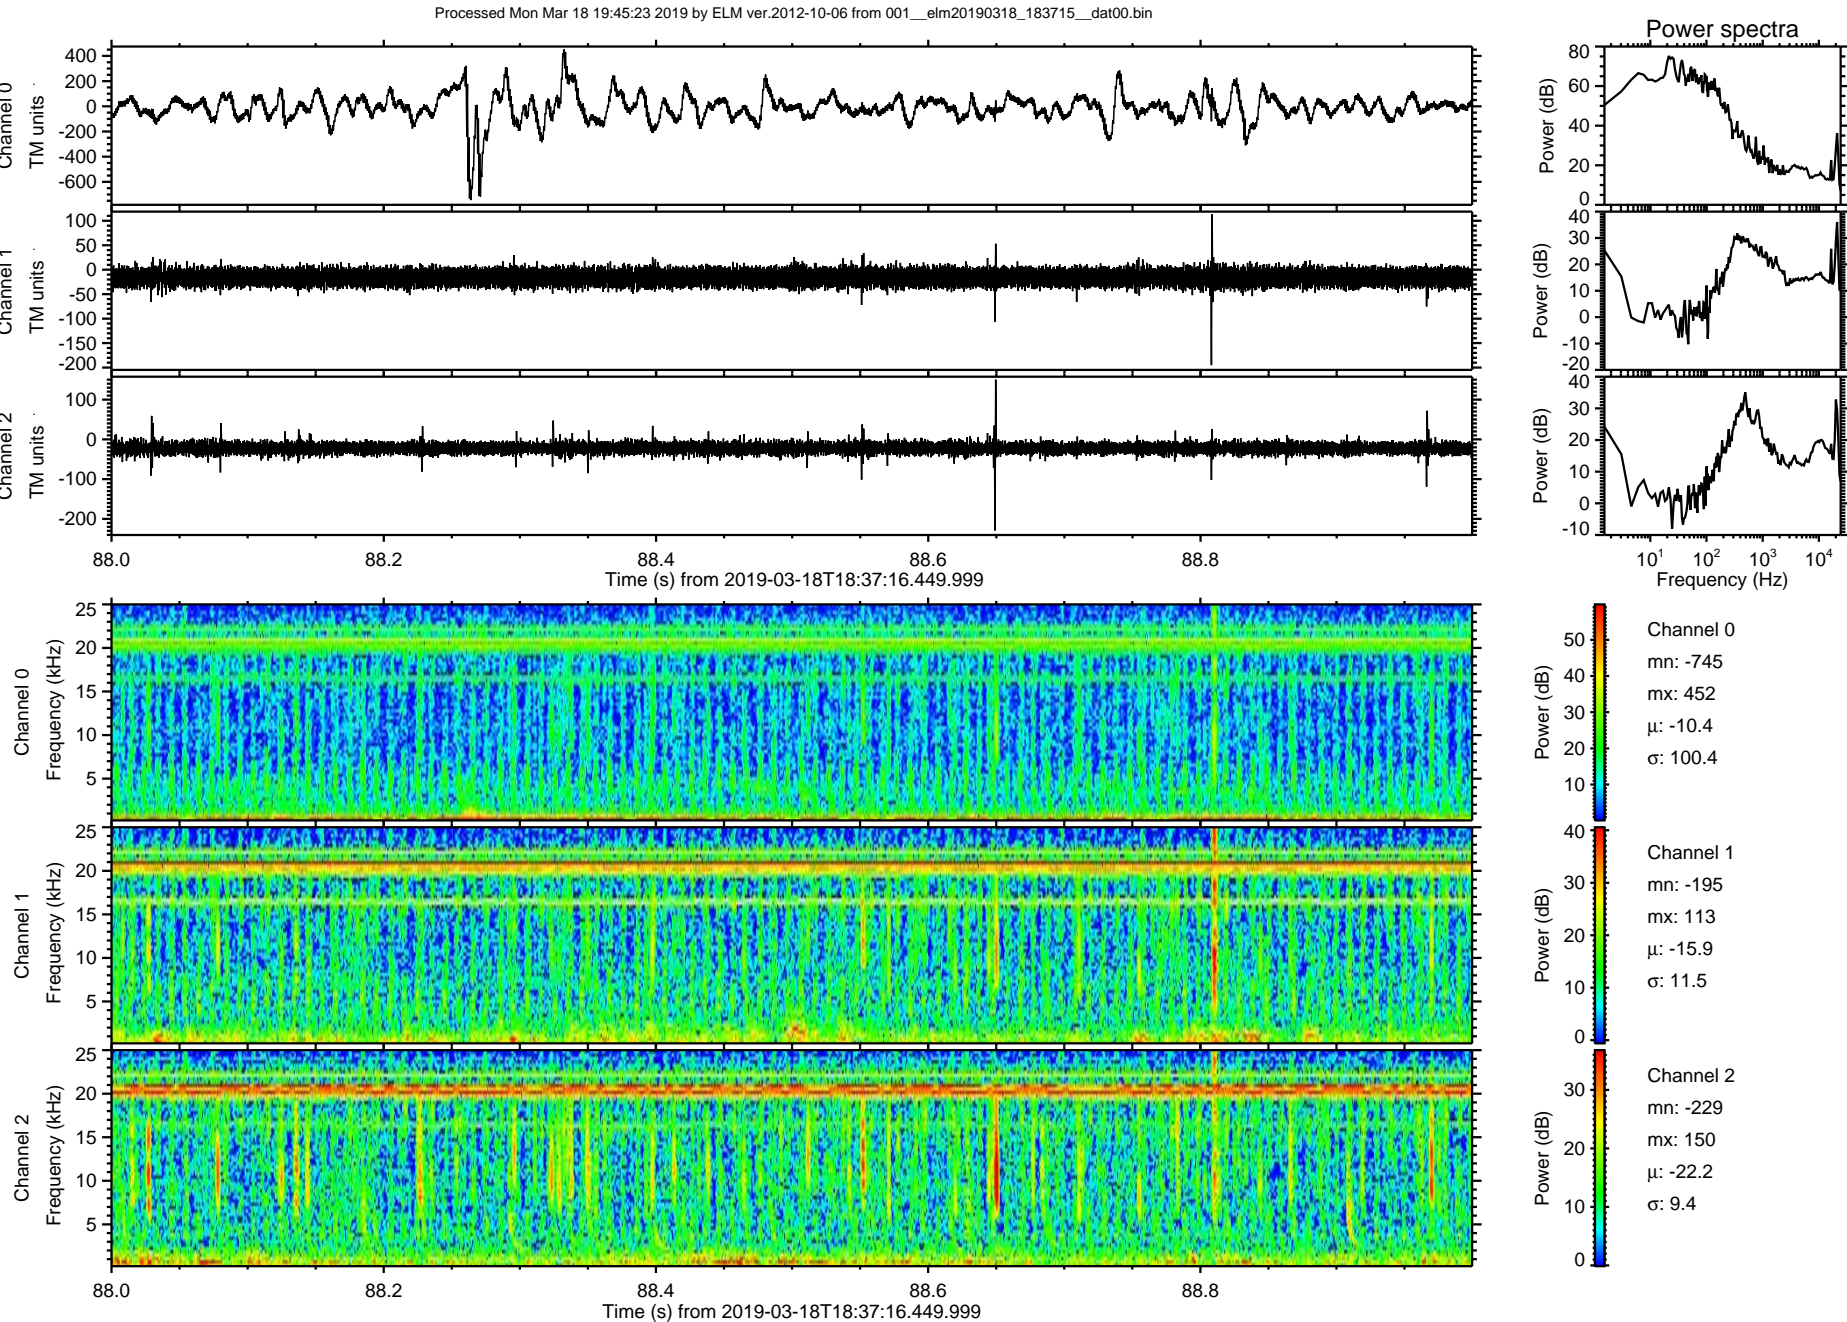 Processed Mon Mar 18 19:45:23 2019 by ELM ver.2012-10-06 from 001__elm20190318_183715__dat00.bin
Power spectra
Channel 0
TM units
400
200
0
-200
-400
-600
Power (dB)
80
60
40
20
0
Channel 1
TM units
100
50
0
-50
-100
-150
-200
Power (dB)
40
30
20
10
0
-10
-20
Channel 2
TM units
100
0
-100
-200
Power (dB)
40
30
20
10
0
-10
88.0 88.2 88.4 88.6 88.8
Time (s) from 2019-03-18T18:37:16.449.999
10^1 10^2 10^3 10^4
Frequency (Hz)
Channel 0
Frequency (kHz)
25
20
15
10
5
Power (dB)
50
40
30
20
10
Channel 0
mn: -745
mx: 452
μ: -10.4
σ: 100.4
Channel 1
Frequency (kHz)
25
20
15
10
5
Power (dB)
40
30
20
10
0
Channel 1
mn: -195
mx: 113
μ: -15.9
σ: 11.5
Channel 2
Frequency (kHz)
25
20
15
10
5
Power (dB)
30
20
10
0
Channel 2
mn: -229
mx: 150
μ: -22.2
σ: 9.4
88.0 88.2 88.4 88.6 88.8
Time (s) from 2019-03-18T18:37:16.449.999